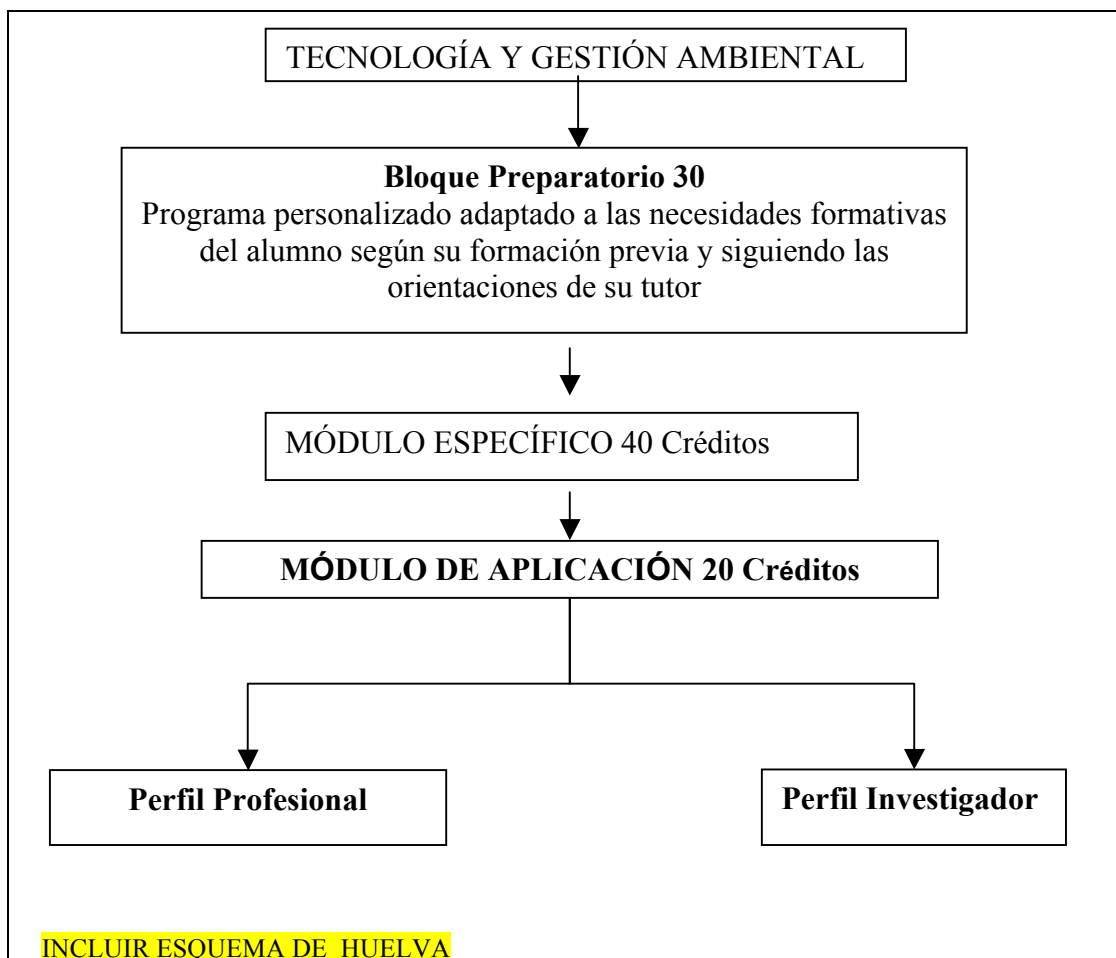 TECNOLOGÍA Y GESTIÓN AMBIENTAL
Bloque Preparatorio 30
Programa personalizado adaptado a las necesidades formativas
del alumno según su formación previa y siguiendo las
orientaciones de su tutor
MÓDULO ESPECÍFICO 40 Créditos
MÓDULO DE APLICACIÓN 20 Créditos
Perfil Profesional
Perfil Investigador
INCLUIR ESQUEMA DE HUELVA